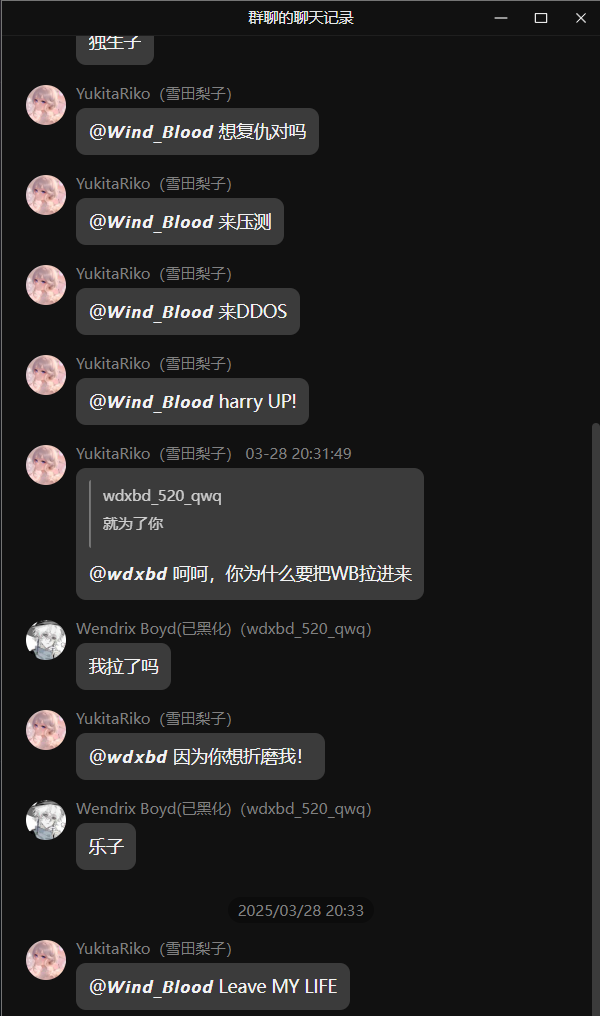 群聊的聊天记录
独生子
YukitaRiko（雪田梨子）
@Wind_Blood 想复仇对吗
YukitaRiko（雪田梨子）
@Wind_Blood 来压测
YukitaRiko（雪田梨子）
@Wind_Blood 来DDOS
YukitaRiko（雪田梨子）
@Wind_Blood harry UP!
YukitaRiko（雪田梨子） 03-28 20:31:49
wdxbd_520_qwq
就为了你
@wdxbd 呵呵，你为什么要把WB拉进来
Wendrix Boyd(已黑化)（wdxbd_520_qwq）
我拉了吗
YukitaRiko（雪田梨子）
@wdxbd 因为你想折磨我！
Wendrix Boyd(已黑化)（wdxbd_520_qwq）
乐子
2025/03/28 20:33
YukitaRiko（雪田梨子）
@Wind_Blood Leave MY LIFE